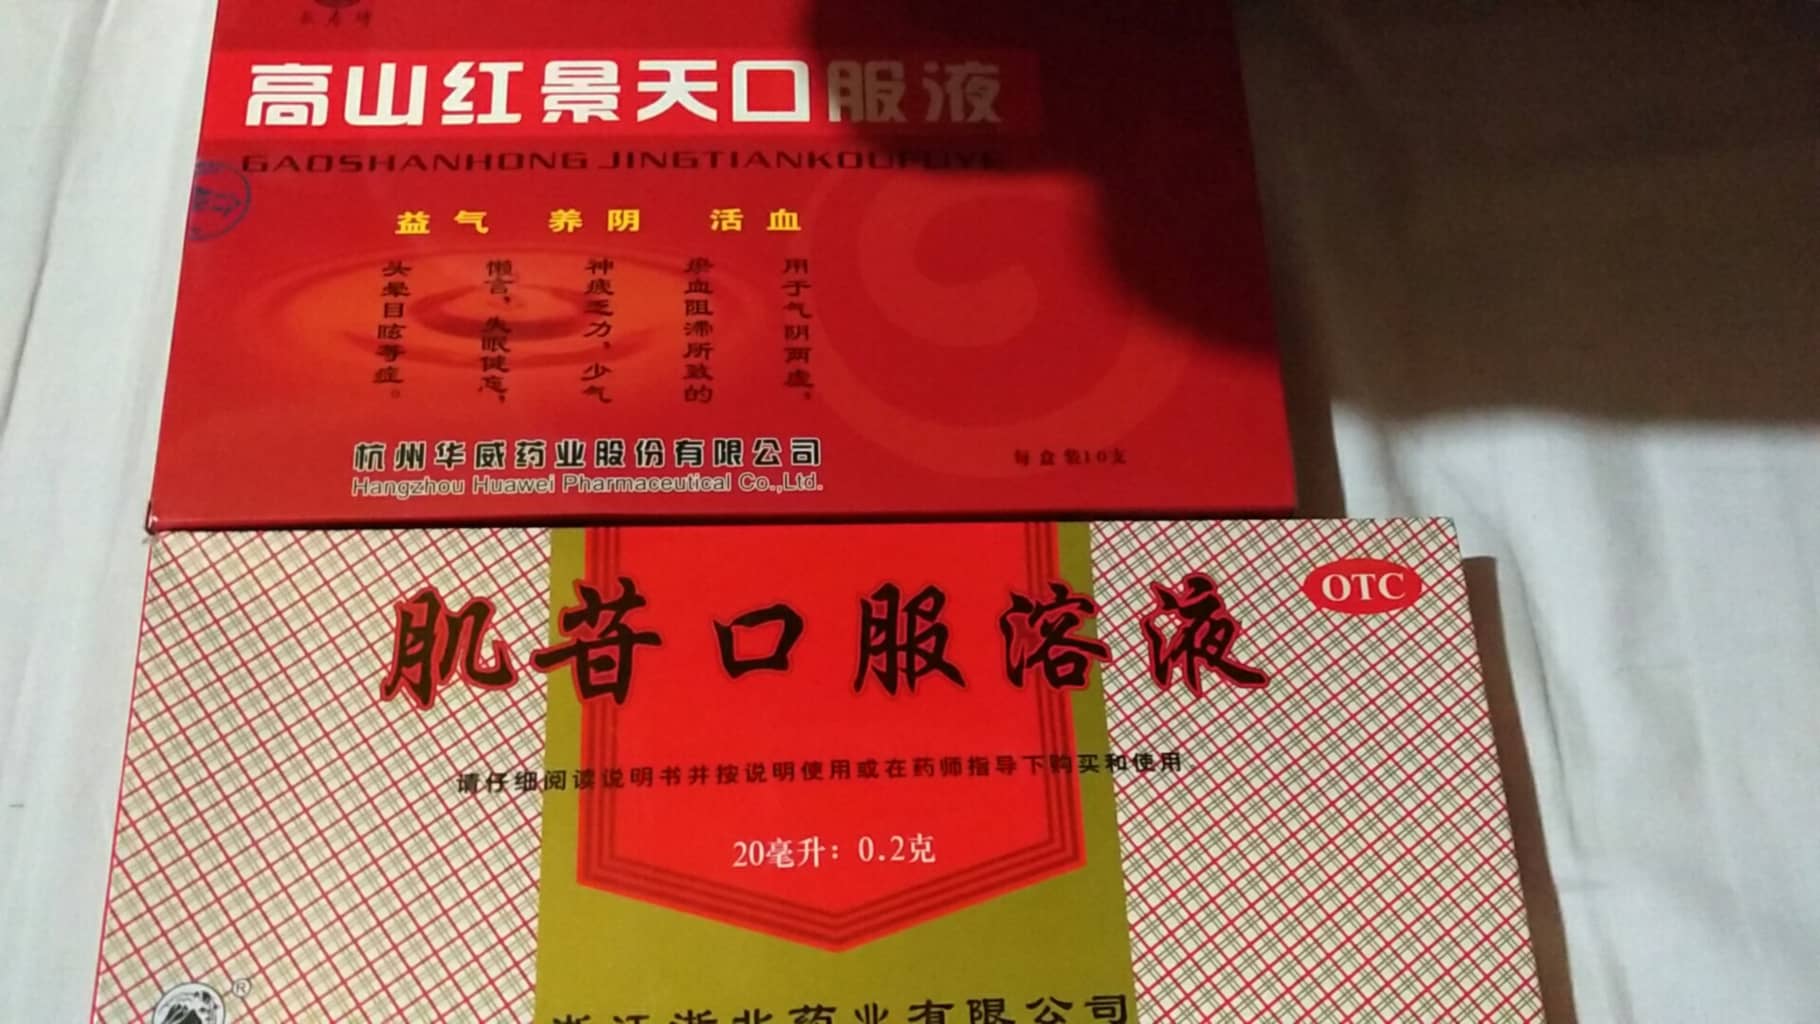 高山红景天口服液
GAOSHANHONG JINGTIANKOUFUYE
益气 养阴 活血
用于气阴两虚、
瘀血阻滞所致的
神疲乏力，少气
懒言，失眠健忘，
头晕目眩等症。
杭州华威药业股份有限公司
Hangzhou Huawei Pharmaceutical Co.,Ltd.
每盒装10支
OTC
肌苷口服溶液
请仔细阅读说明书并按说明使用或在药师指导下购买和使用
20毫升：0.2克
®
浙江浙北药业有限公司